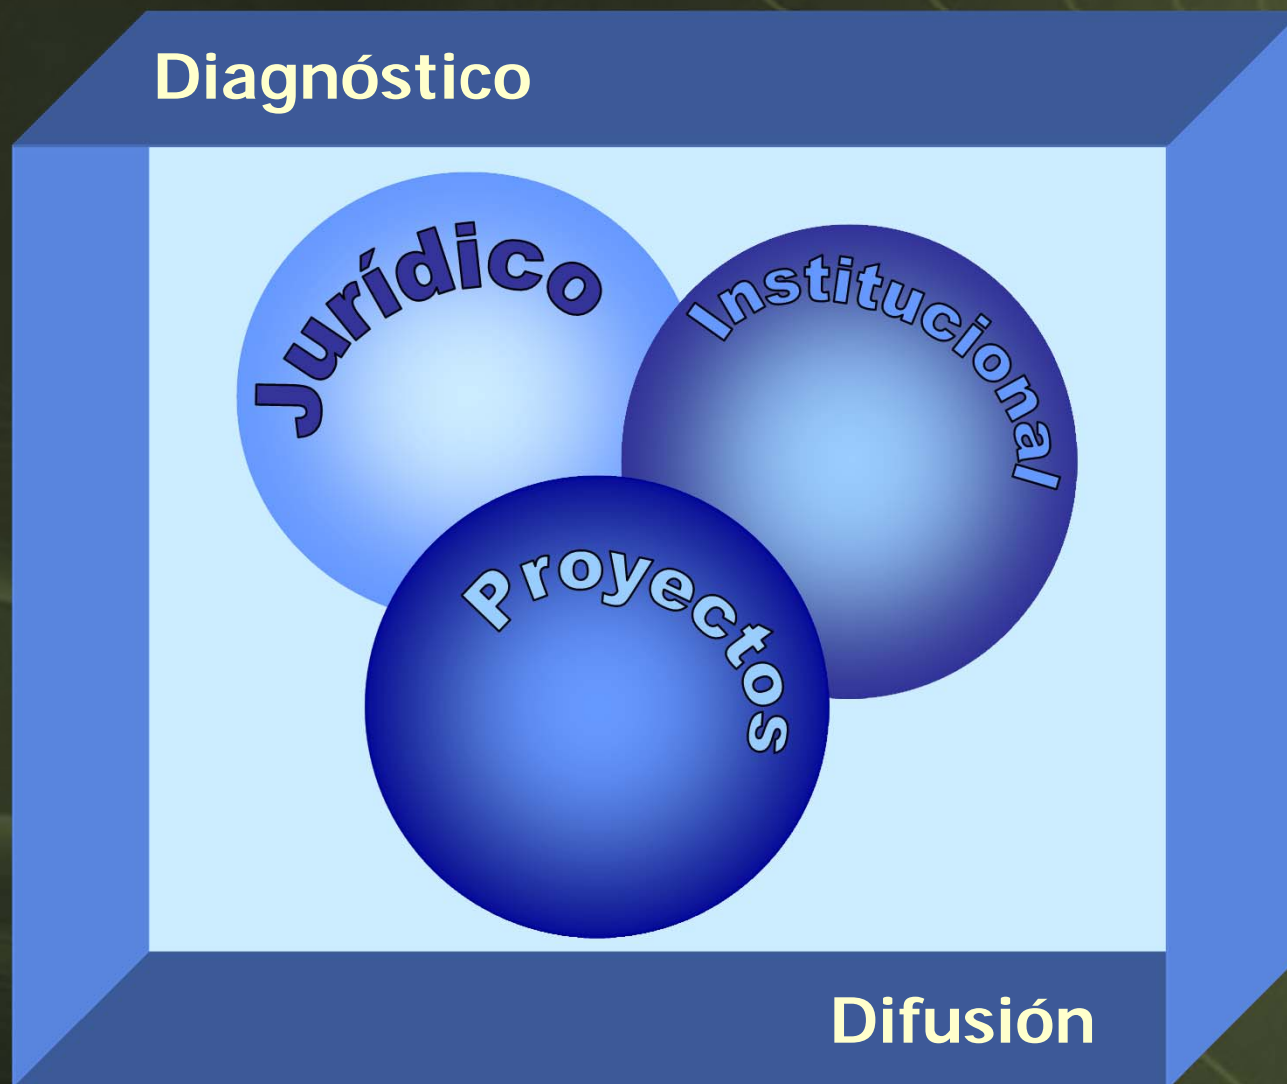 Diagnóstico
Jurídico
Institucional
Proyectos
Difusión